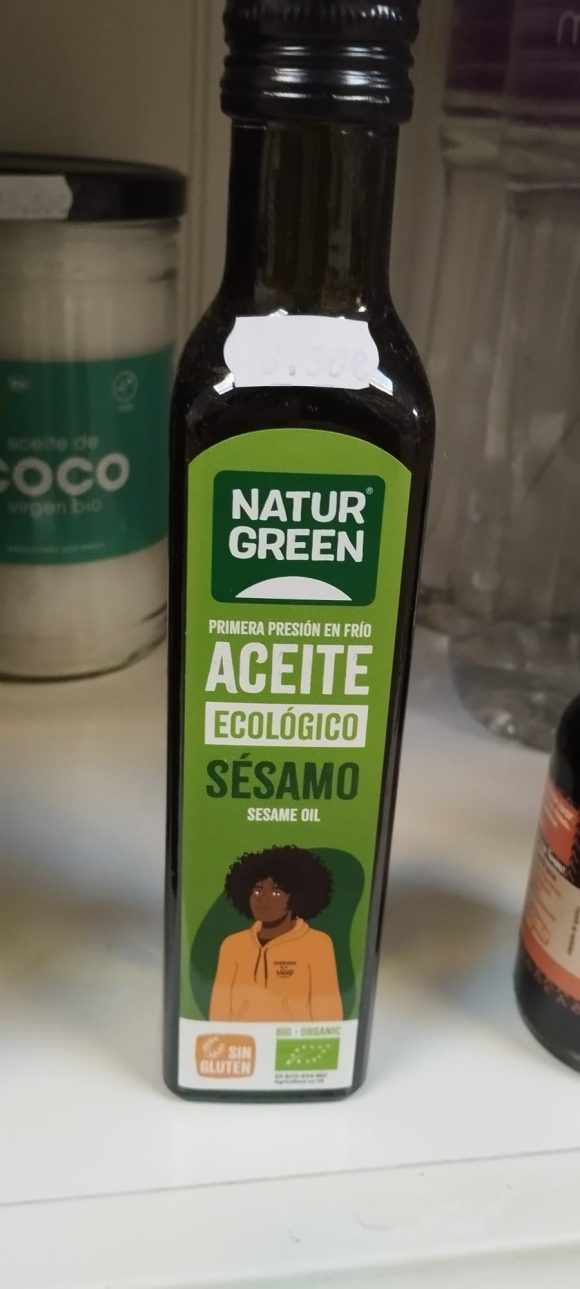 aceite de
COCO
virgen bio
NATUR
GREEN
PRIMERA PRESIÓN EN FRÍO
ACEITE
ECOLÓGICO
SÉSAMO
SESAME OIL
SIN
GLUTEN
BIO - ORGANIC